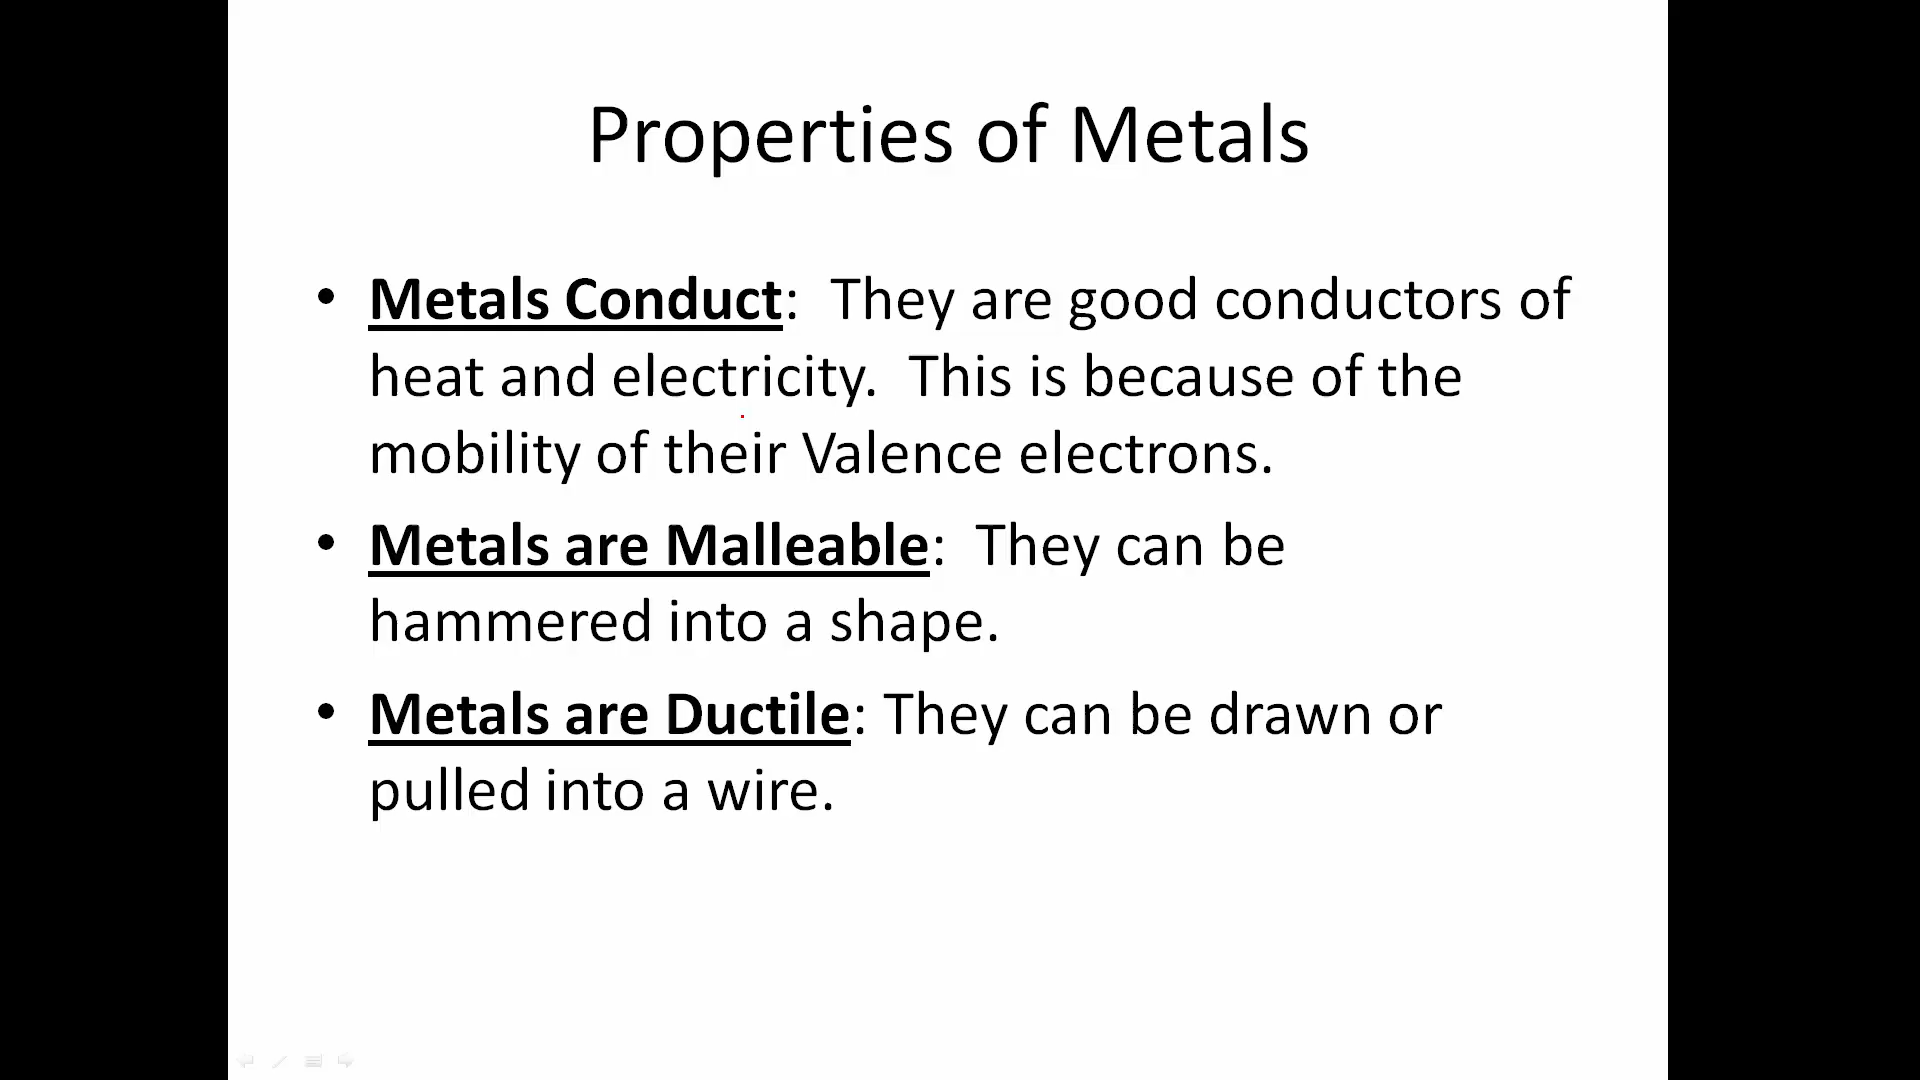 Properties of Metals
• Metals Conduct:  They are good conductors of
heat and electricity.  This is because of the
mobility of their Valence electrons.
• Metals are Malleable:  They can be
hammered into a shape.
• Metals are Ductile: They can be drawn or
pulled into a wire.